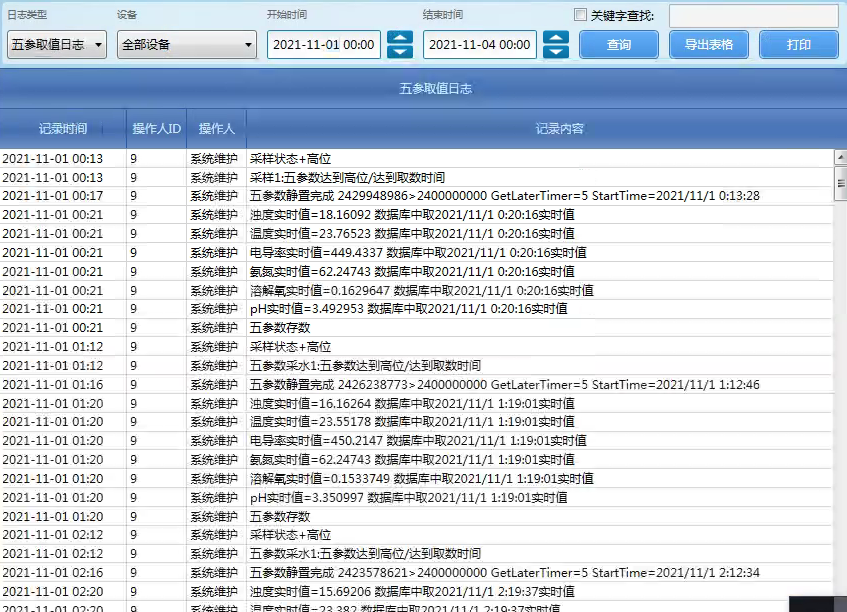 日志类型 设备 开始时间 结束时间 关键字查找:
五参取值日志 全部设备 2021-11-01 00:00 2021-11-04 00:00 查询 导出表格 打印
五参取值日志
记录时间 操作人ID 操作人 记录内容
2021-11-01 00:13 9 系统维护 采样状态+高位
2021-11-01 00:13 9 系统维护 采样1:五参数达到高位/达到取数时间
2021-11-01 00:17 9 系统维护 五参数静置完成 2429948986>2400000000 GetLaterTimer=5 StartTime=2021/11/1 0:13:28
2021-11-01 00:21 9 系统维护 浊度实时值=18.16092 数据库中取2021/11/1 0:20:16实时值
2021-11-01 00:21 9 系统维护 温度实时值=23.76523 数据库中取2021/11/1 0:20:16实时值
2021-11-01 00:21 9 系统维护 电导率实时值=449.4337 数据库中取2021/11/1 0:20:16实时值
2021-11-01 00:21 9 系统维护 氨氮实时值=62.24743 数据库中取2021/11/1 0:20:16实时值
2021-11-01 00:21 9 系统维护 溶解氧实时值=0.1629647 数据库中取2021/11/1 0:20:16实时值
2021-11-01 00:21 9 系统维护 pH实时值=3.492953 数据库中取2021/11/1 0:20:16实时值
2021-11-01 00:21 9 系统维护 五参数存数
2021-11-01 01:12 9 系统维护 采样状态+高位
2021-11-01 01:12 9 系统维护 五参数采水1:五参数达到高位/达到取数时间
2021-11-01 01:16 9 系统维护 五参数静置完成 2426238773>2400000000 GetLaterTimer=5 StartTime=2021/11/1 1:12:46
2021-11-01 01:20 9 系统维护 浊度实时值=16.16264 数据库中取2021/11/1 1:19:01实时值
2021-11-01 01:20 9 系统维护 温度实时值=23.55178 数据库中取2021/11/1 1:19:01实时值
2021-11-01 01:20 9 系统维护 电导率实时值=450.2147 数据库中取2021/11/1 1:19:01实时值
2021-11-01 01:20 9 系统维护 氨氮实时值=62.24743 数据库中取2021/11/1 1:19:01实时值
2021-11-01 01:20 9 系统维护 溶解氧实时值=0.1533749 数据库中取2021/11/1 1:19:01实时值
2021-11-01 01:20 9 系统维护 pH实时值=3.350997 数据库中取2021/11/1 1:19:01实时值
2021-11-01 01:20 9 系统维护 五参数存数
2021-11-01 02:12 9 系统维护 采样状态+高位
2021-11-01 02:12 9 系统维护 五参数采水1:五参数达到高位/达到取数时间
2021-11-01 02:16 9 系统维护 五参数静置完成 2423578621>2400000000 GetLaterTimer=5 StartTime=2021/11/1 2:12:34
2021-11-01 02:20 9 系统维护 浊度实时值=15.69206 数据库中取2021/11/1 2:19:37实时值
2021-11-01 02:20 9 系统维护 温度实时值=23.382 数据库中取2021/11/1 2:19:37实时值